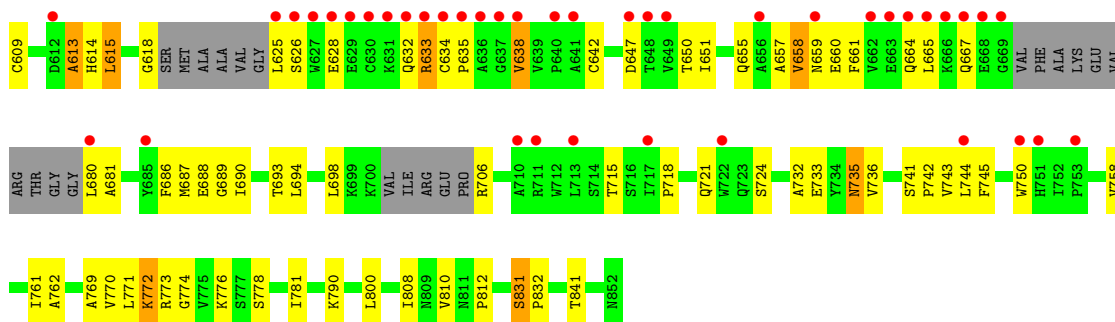 C609 D612 A613 H614 L615 G618 SER MET ALA ALA VAL GLY L625 S626 W627 E628 E629 C630 K631 Q632 R633 C634 P635 A636 G637 V638 V639 P640 A641 C642 D647 T648 V649 T650 I651 Q655 A656 A657 V658 N659 E660 F661 V662 E663 Q664 L665 K666 Q667 E668 G669 VAL PHE ALA LYS GLU VAL
ARG THR GLY GLY L680 A681 Y685 F686 M687 E688 G689 I690 T693 L694 L698 K699 K700 VAL ILE ARG GLU PRO R706 A710 R711 W712 L713 S714 T715 S716 I717 P718 Q721 W722 Q723 S724 A732 E733 Y734 N735 V736 S741 P742 V743 L744 F745 W750 H751 I752 P753 V758
I761 A762 A769 V770 L771 K772 R773 G774 V775 K776 S777 S778 I781 K790 L800 I808 N809 V810 N811 P812 S831 P832 T841 N852